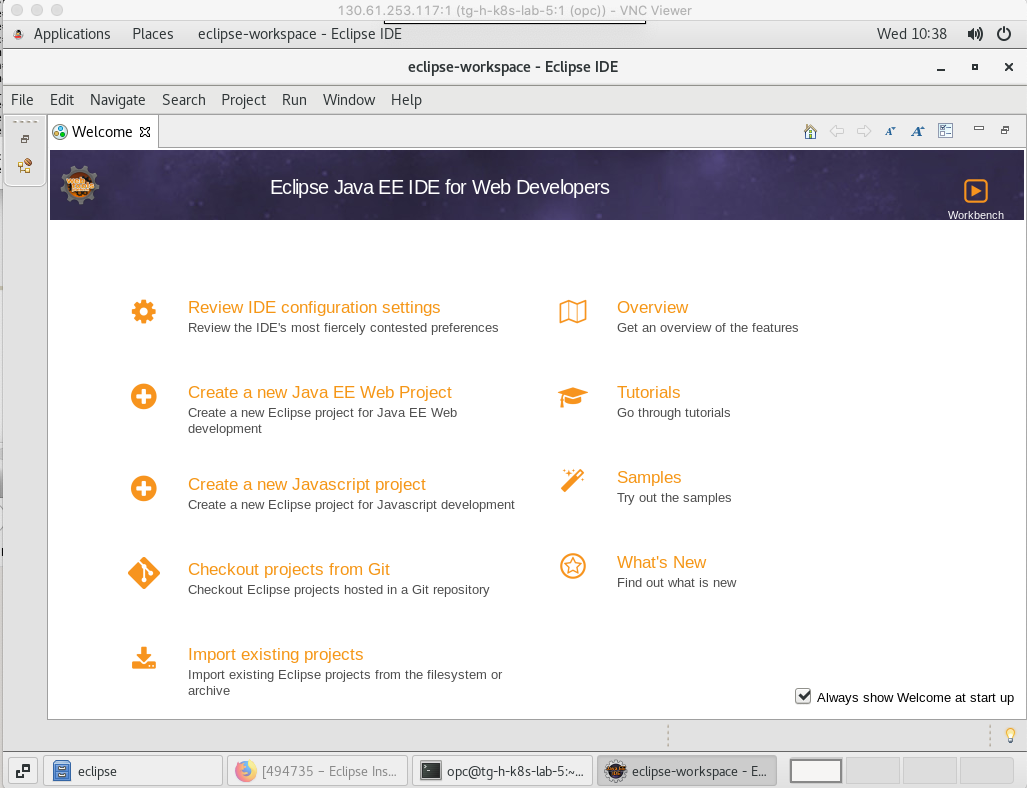 130.61.253.117:1 (tg-h-k8s-lab-5:1 (opc)) - VNC Viewer
Applications Places eclipse-workspace - Eclipse IDE Wed 10:38
eclipse-workspace - Eclipse IDE
File Edit Navigate Search Project Run Window Help
Welcome
Eclipse Java EE IDE for Web Developers
Workbench
Review IDE configuration settings
Review the IDE's most fiercely contested preferences
Create a new Java EE Web Project
Create a new Eclipse project for Java EE Web
development
Create a new Javascript project
Create a new Eclipse project for Javascript development
Checkout projects from Git
Checkout Eclipse projects hosted in a Git repository
Import existing projects
Import existing Eclipse projects from the filesystem or
archive
Overview
Get an overview of the features
Tutorials
Go through tutorials
Samples
Try out the samples
What's New
Find out what is new
Always show Welcome at start up
eclipse
[494735 – Eclipse Ins...
opc@tg-h-k8s-lab-5:~...
eclipse-workspace - E...